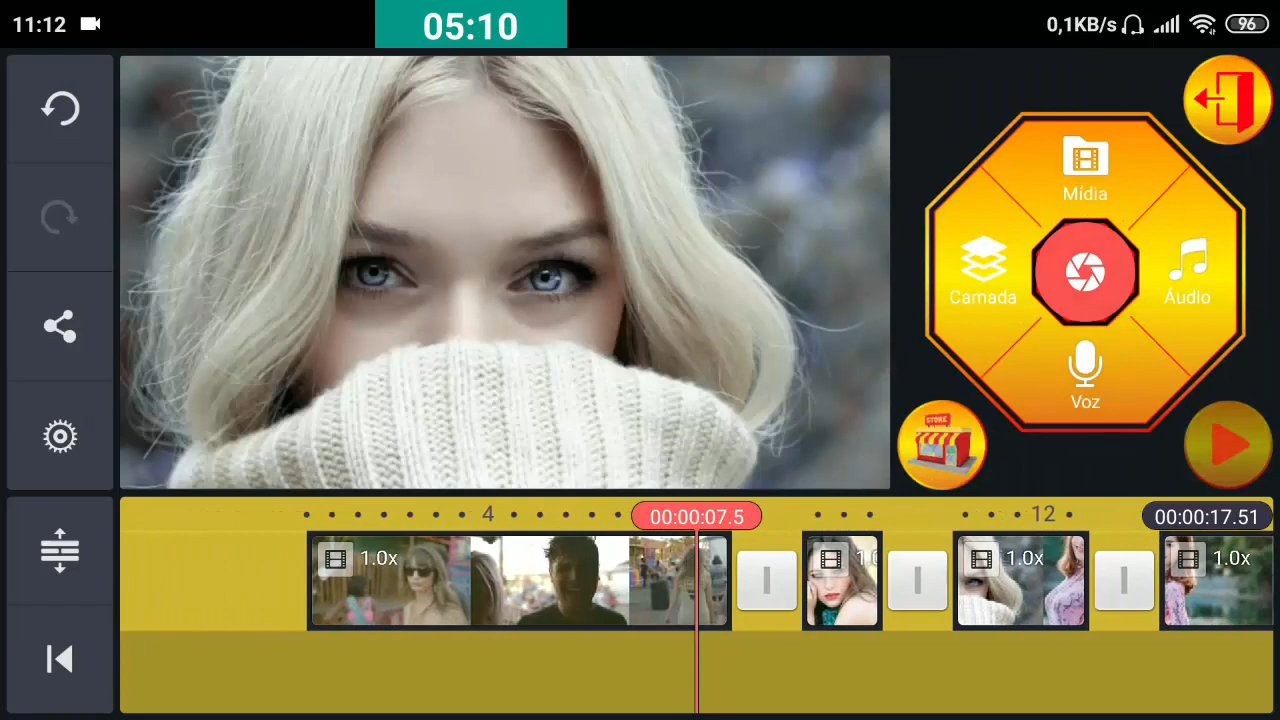 11:12
05:10
0,1KB/s
96
Mídia
Camada
Áudio
Voz
STORE
4
00:00:07.5
12
00:00:17.51
1.0x
1.0x
1.0x